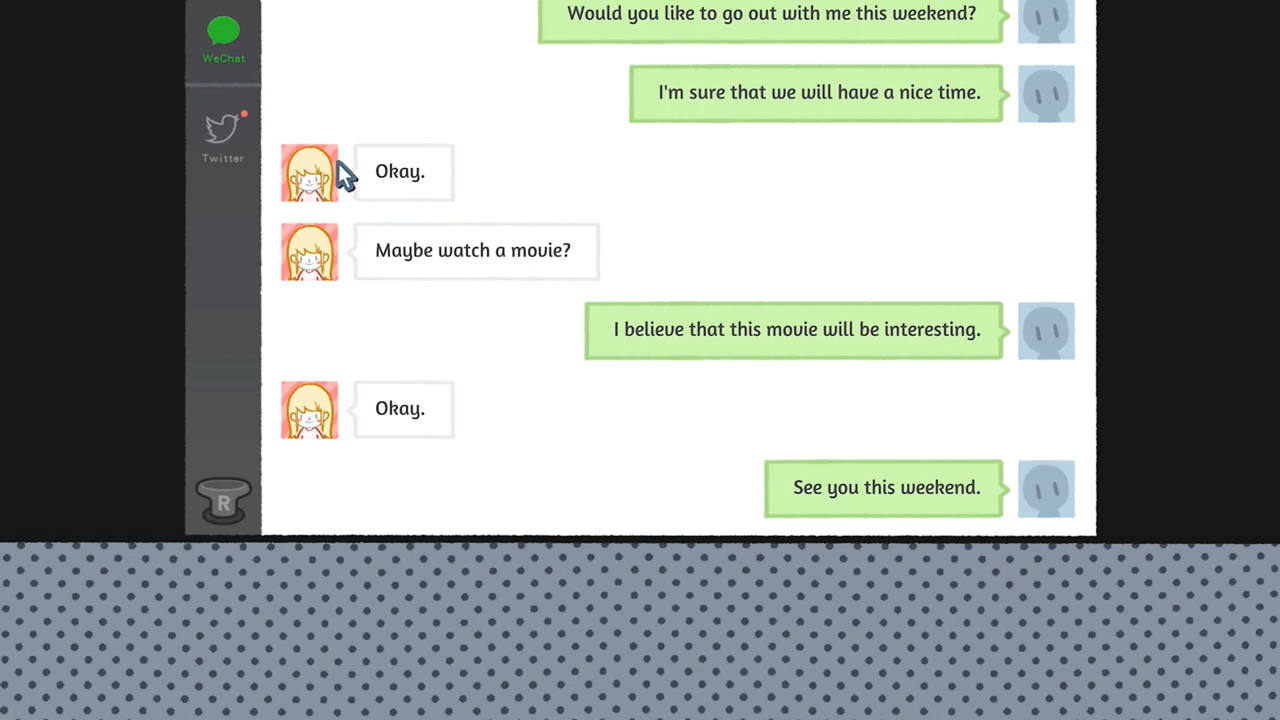 Would you like to go out with me this weekend?
WeChat
I'm sure that we will have a nice time.
Twitter
Okay.
Maybe watch a movie?
I believe that this movie will be interesting.
Okay.
See you this weekend.
R